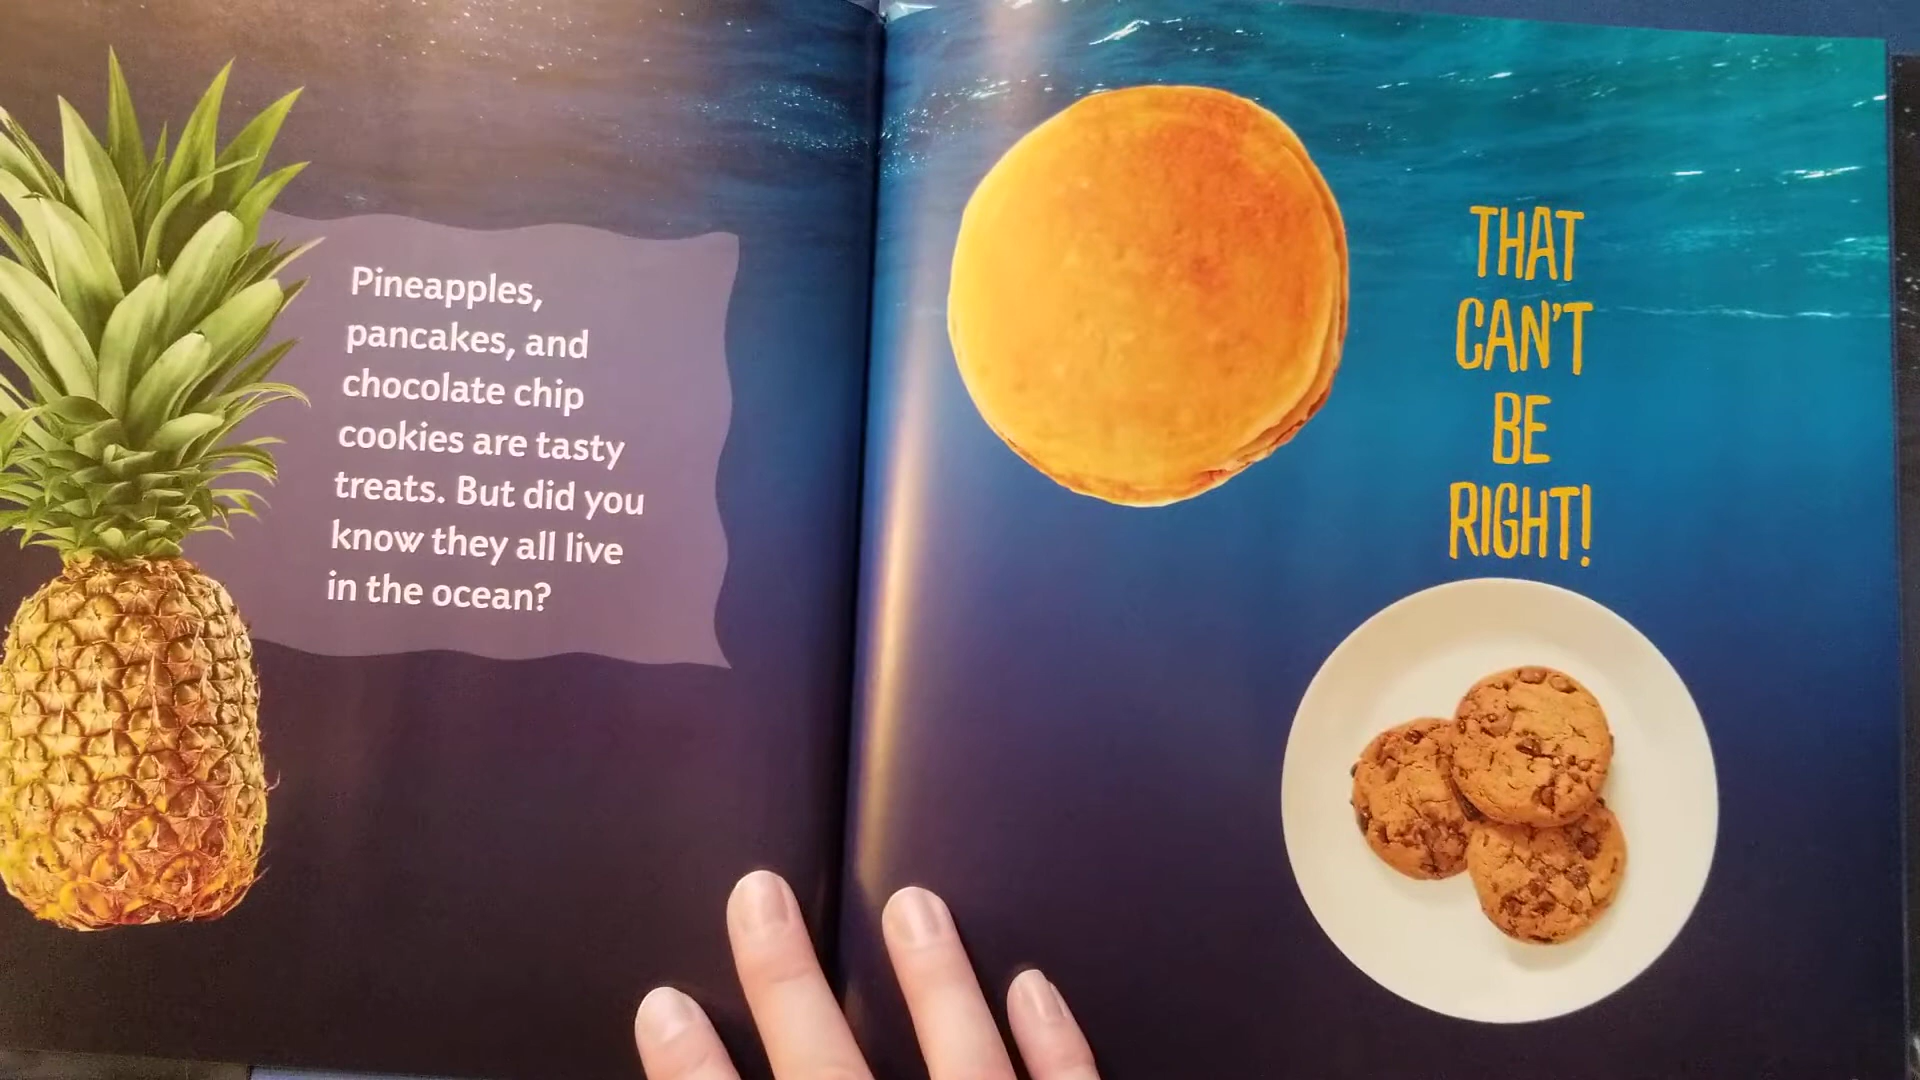 Pineapples,
pancakes, and
chocolate chip
cookies are tasty
treats. But did you
know they all live
in the ocean?
THAT
CAN'T
BE
RIGHT!